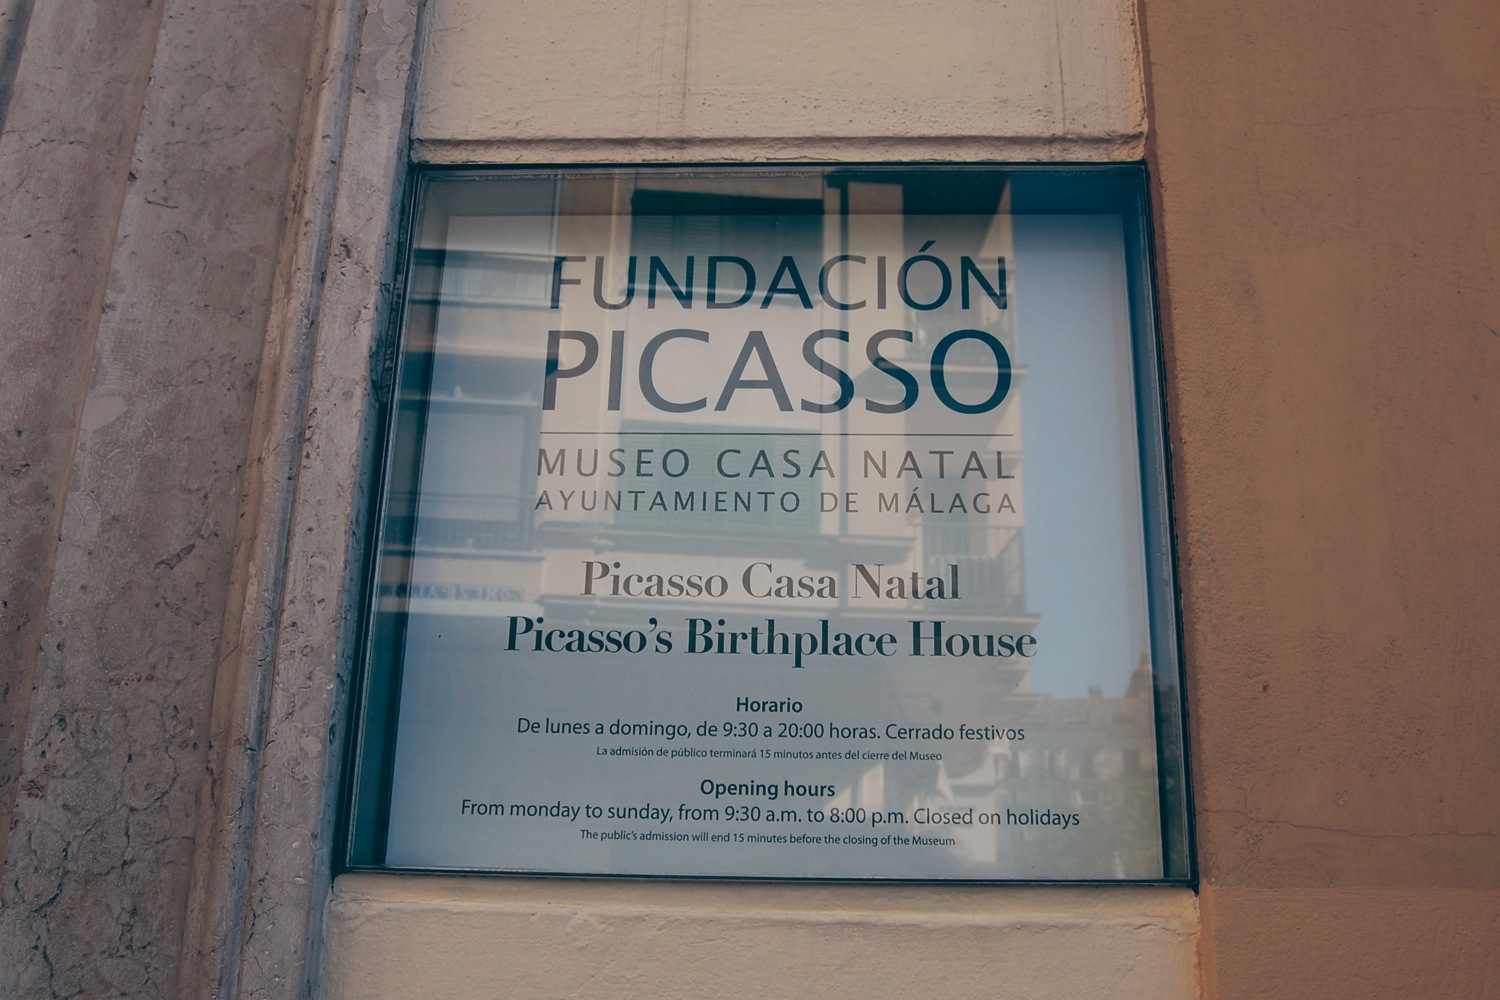 FUNDACIÓN
PICASSO
MUSEO CASA NATAL
AYUNTAMIENTO DE MÁLAGA
Picasso Casa Natal
Picasso's Birthplace House
Horario
De lunes a domingo, de 9:30 a 20:00 horas. Cerrado festivos
La admisión de público terminará 15 minutos antes del cierre del Museo
Opening hours
From monday to sunday, from 9:30 a.m. to 8:00 p.m. Closed on holidays
The public's admission will end 15 minutes before the closing of the Museum